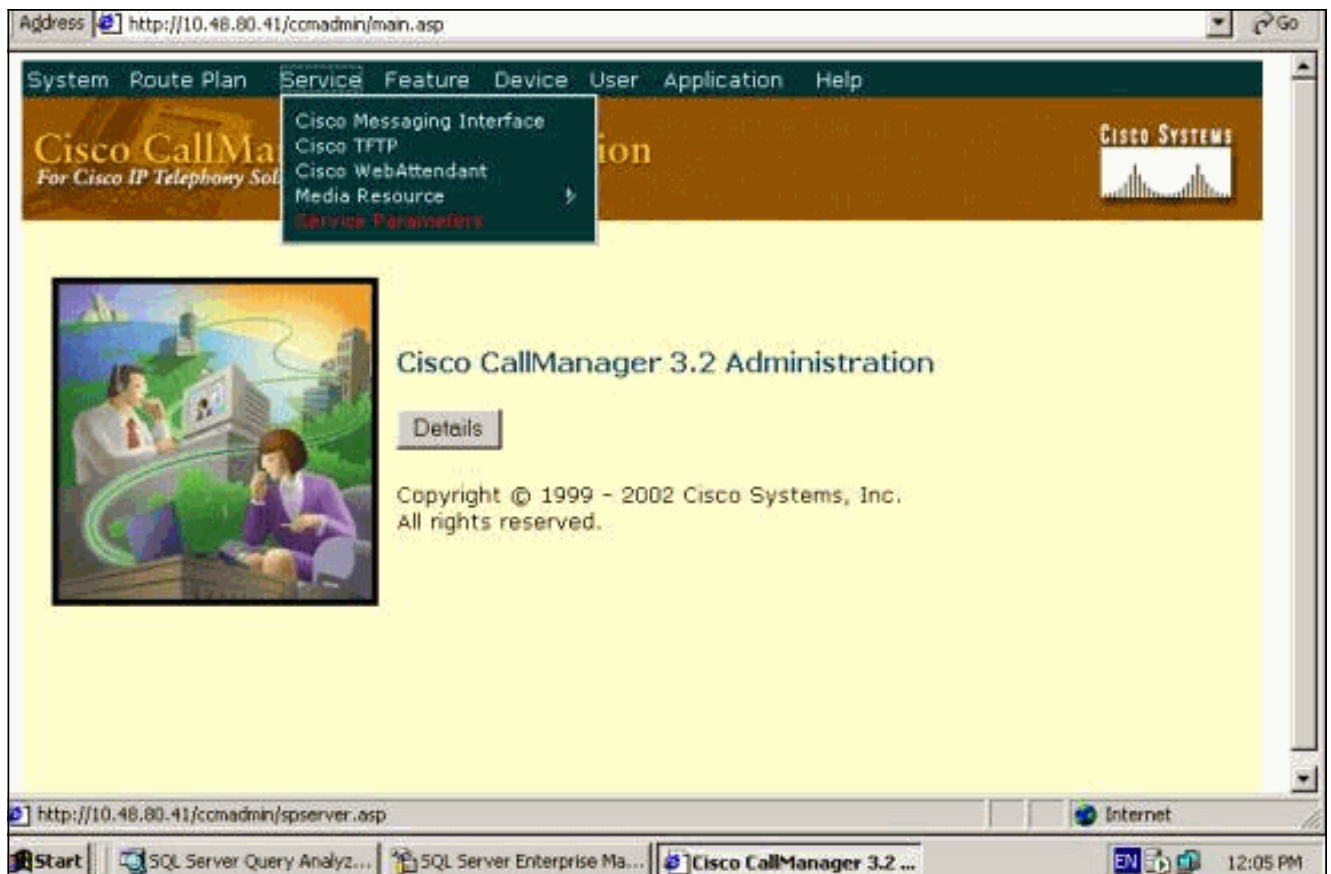 Address http://10.48.80.41/ccmadmin/main.asp Go
System Route Plan Service Feature Device User Application Help
Cisco Messaging Interface
Cisco TFTP
Cisco WebAttendant
Media Resource
Service Parameters
Cisco CallMa ion
For Cisco IP Telephony Sol
CISCO SYSTEMS
Cisco CallManager 3.2 Administration
Details
Copyright © 1999 - 2002 Cisco Systems, Inc.
All rights reserved.
http://10.48.80.41/ccmadmin/spserver.asp Internet
Start SQL Server Query Analyz... SQL Server Enterprise Ma... Cisco CallManager 3.2 ... EN 12:05 PM